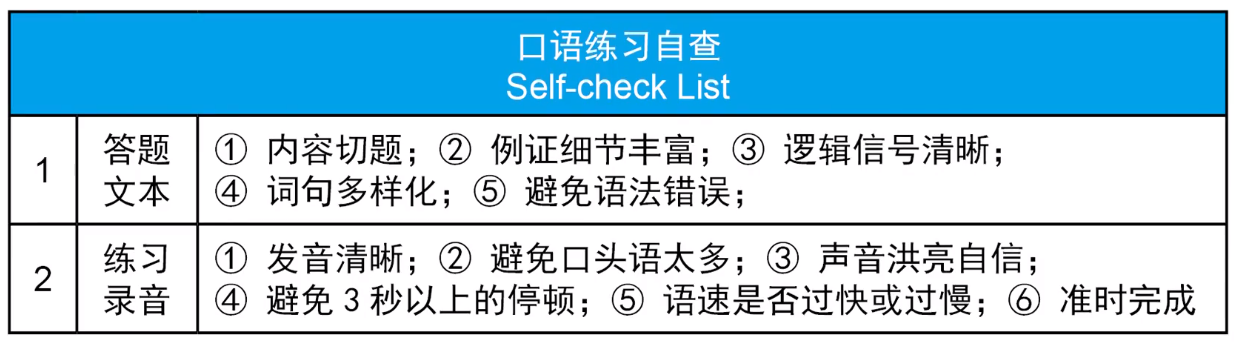 口语练习自查
Self-check List
1
答题
文本
① 内容切题；② 例证细节丰富；③ 逻辑信号清晰；
④ 词句多样化；⑤ 避免语法错误；
2
练习
录音
① 发音清晰；② 避免口头语太多；③ 声音洪亮自信；
④ 避免 3 秒以上的停顿；⑤ 语速是否过快或过慢；⑥ 准时完成